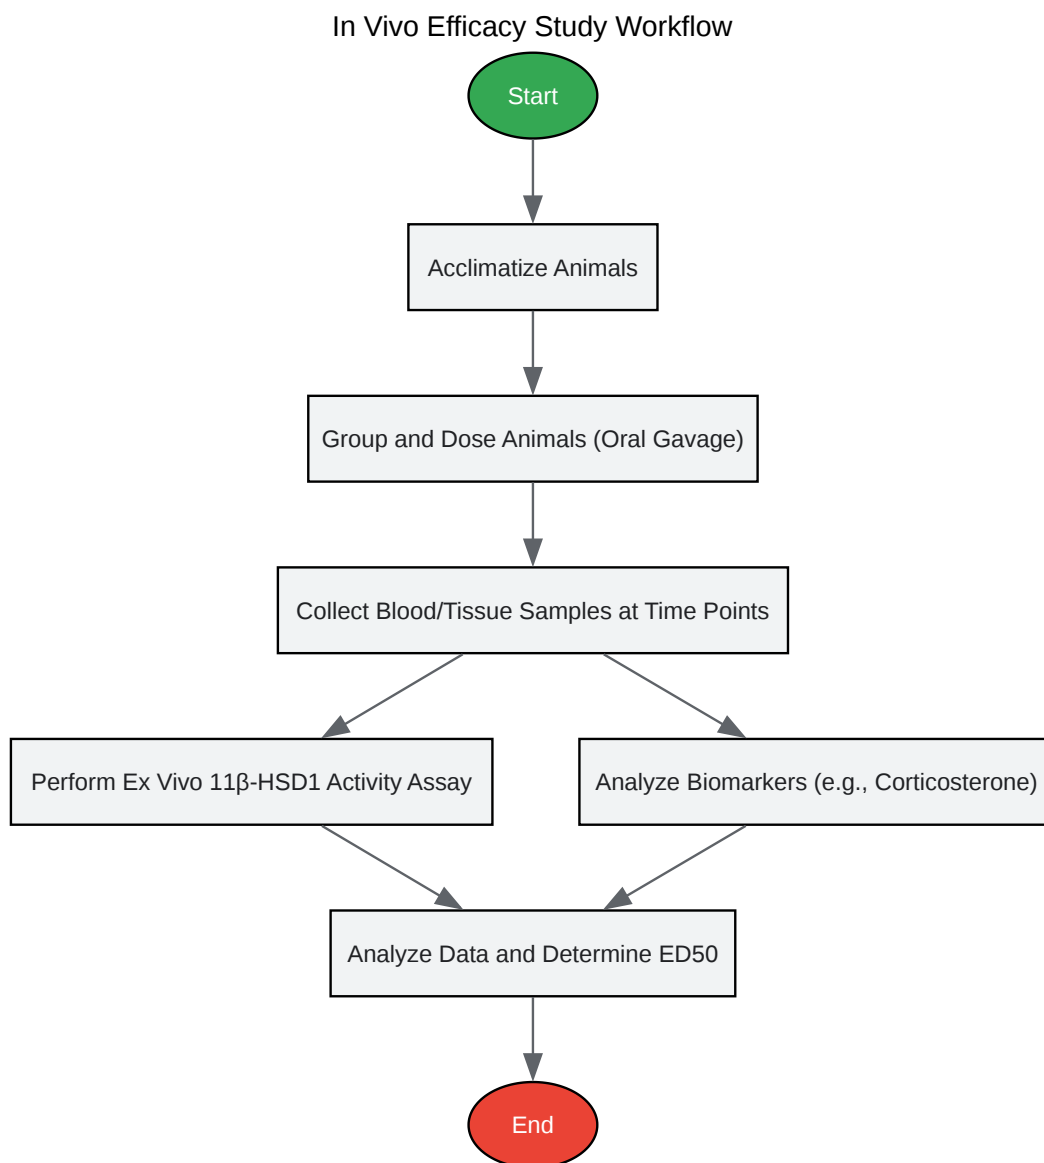 In Vivo Efficacy Study Workflow
Start
Acclimatize Animals
Group and Dose Animals (Oral Gavage)
Collect Blood/Tissue Samples at Time Points
Perform Ex Vivo 11β-HSD1 Activity Assay
Analyze Biomarkers (e.g., Corticosterone)
Analyze Data and Determine ED50
End